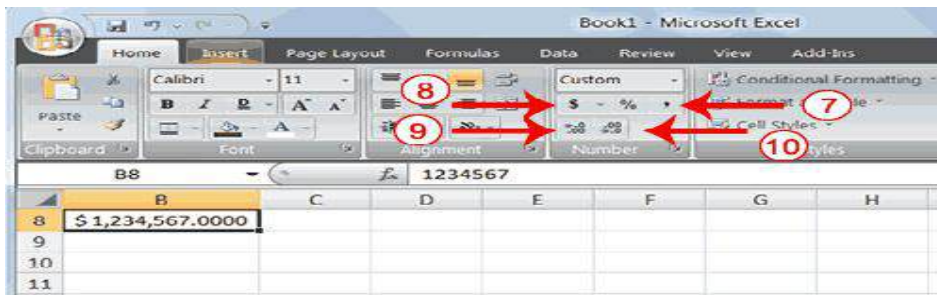 Book1 - Microsoft Excel
Home Insert Page Layout Formulas Data Review View Add-Ins
Calibri 11 Custom Conditional Formatting
8
B I A A $ % , Format 7
Paste
9 A Cell Styles
10
Clipboard Font Alignment Number
B8 fx 1234567
B C D E F G H
8 $ 1,234,567.0000
9
10
11